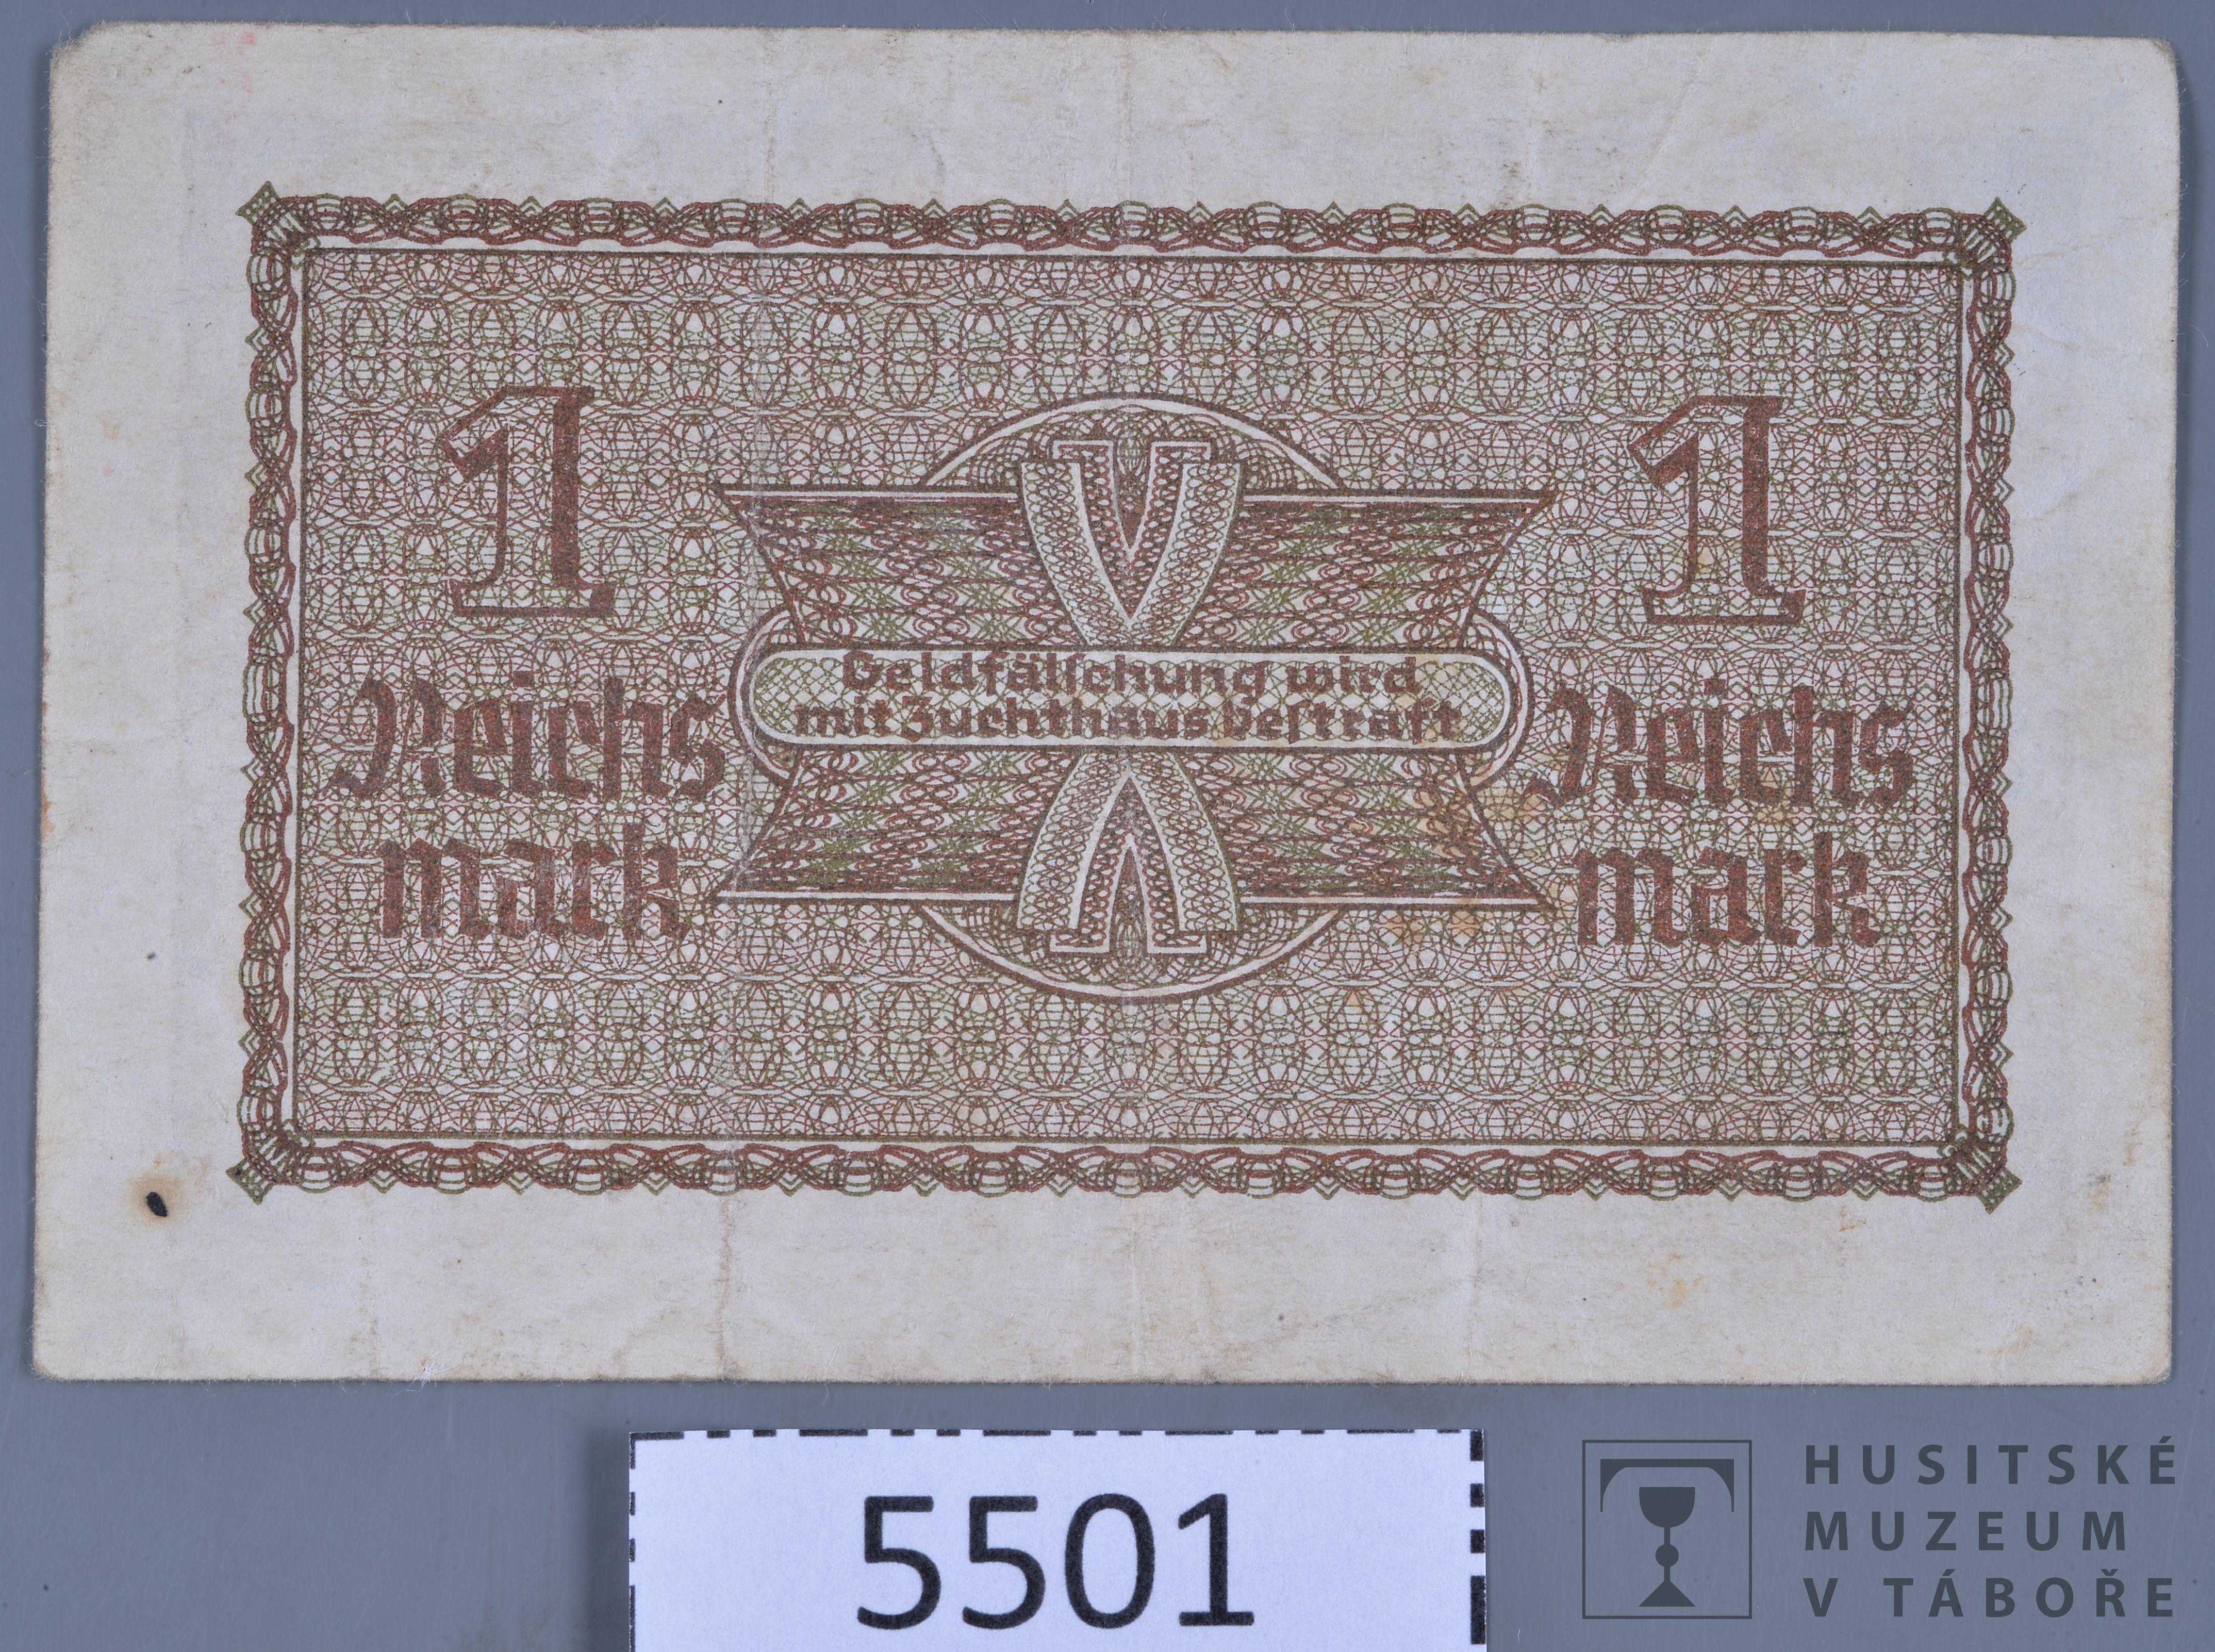 1
Reichs
mark
Geldfälschung wird
mit Zuchthaus bestraft
1
Reichs
mark
5501
HUSITSKÉ
MUZEUM
V TÁBOŘE